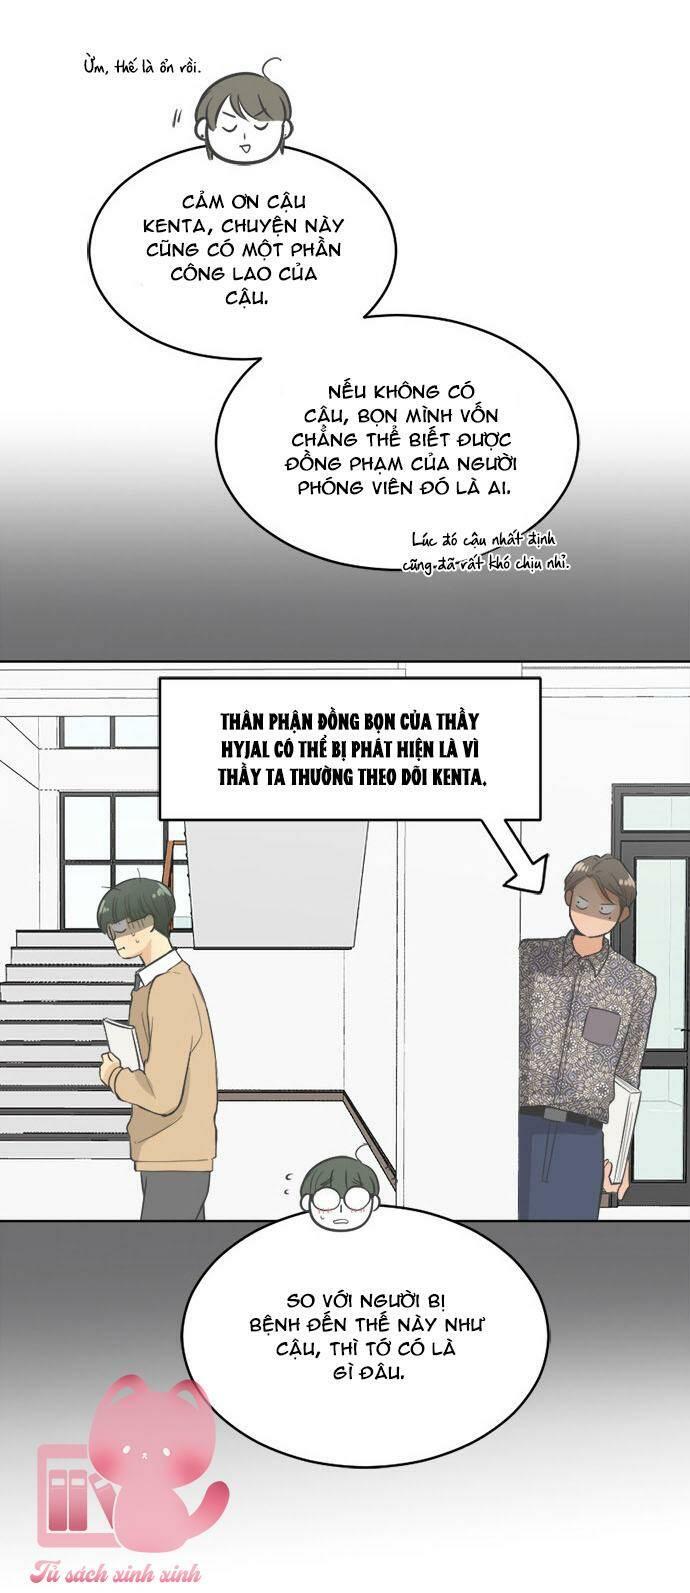 Ừm, thế là ổn rồi.
CẢM ƠN CẬU
KENTA, CHUYỆN NÀY
CŨNG CÓ MỘT PHẦN
CÔNG LAO CỦA
CẬU.
NẾU KHÔNG CÓ
CẬU, BỌN MÌNH VỐN
CHẲNG THỂ BIẾT ĐƯỢC
ĐỒNG PHẠM CỦA NGƯỜI
PHÓNG VIÊN ĐÓ LÀ AI.
Lúc đó cậu nhất định
cũng đã rất khó chịu nhỉ.
THÂN PHẬN ĐỒNG BỌN CỦA THẦY
HYJAL CÓ THỂ BỊ PHÁT HIỆN LÀ VÌ
THẦY TA THƯỜNG THEO DÕI KENTA.
SO VỚI NGƯỜI BỊ
BỆNH ĐẾN THẾ NÀY NHƯ
CẬU, THÌ TỚ CÓ LÀ
GÌ ĐÂU.
Tủ sách xinh xinh